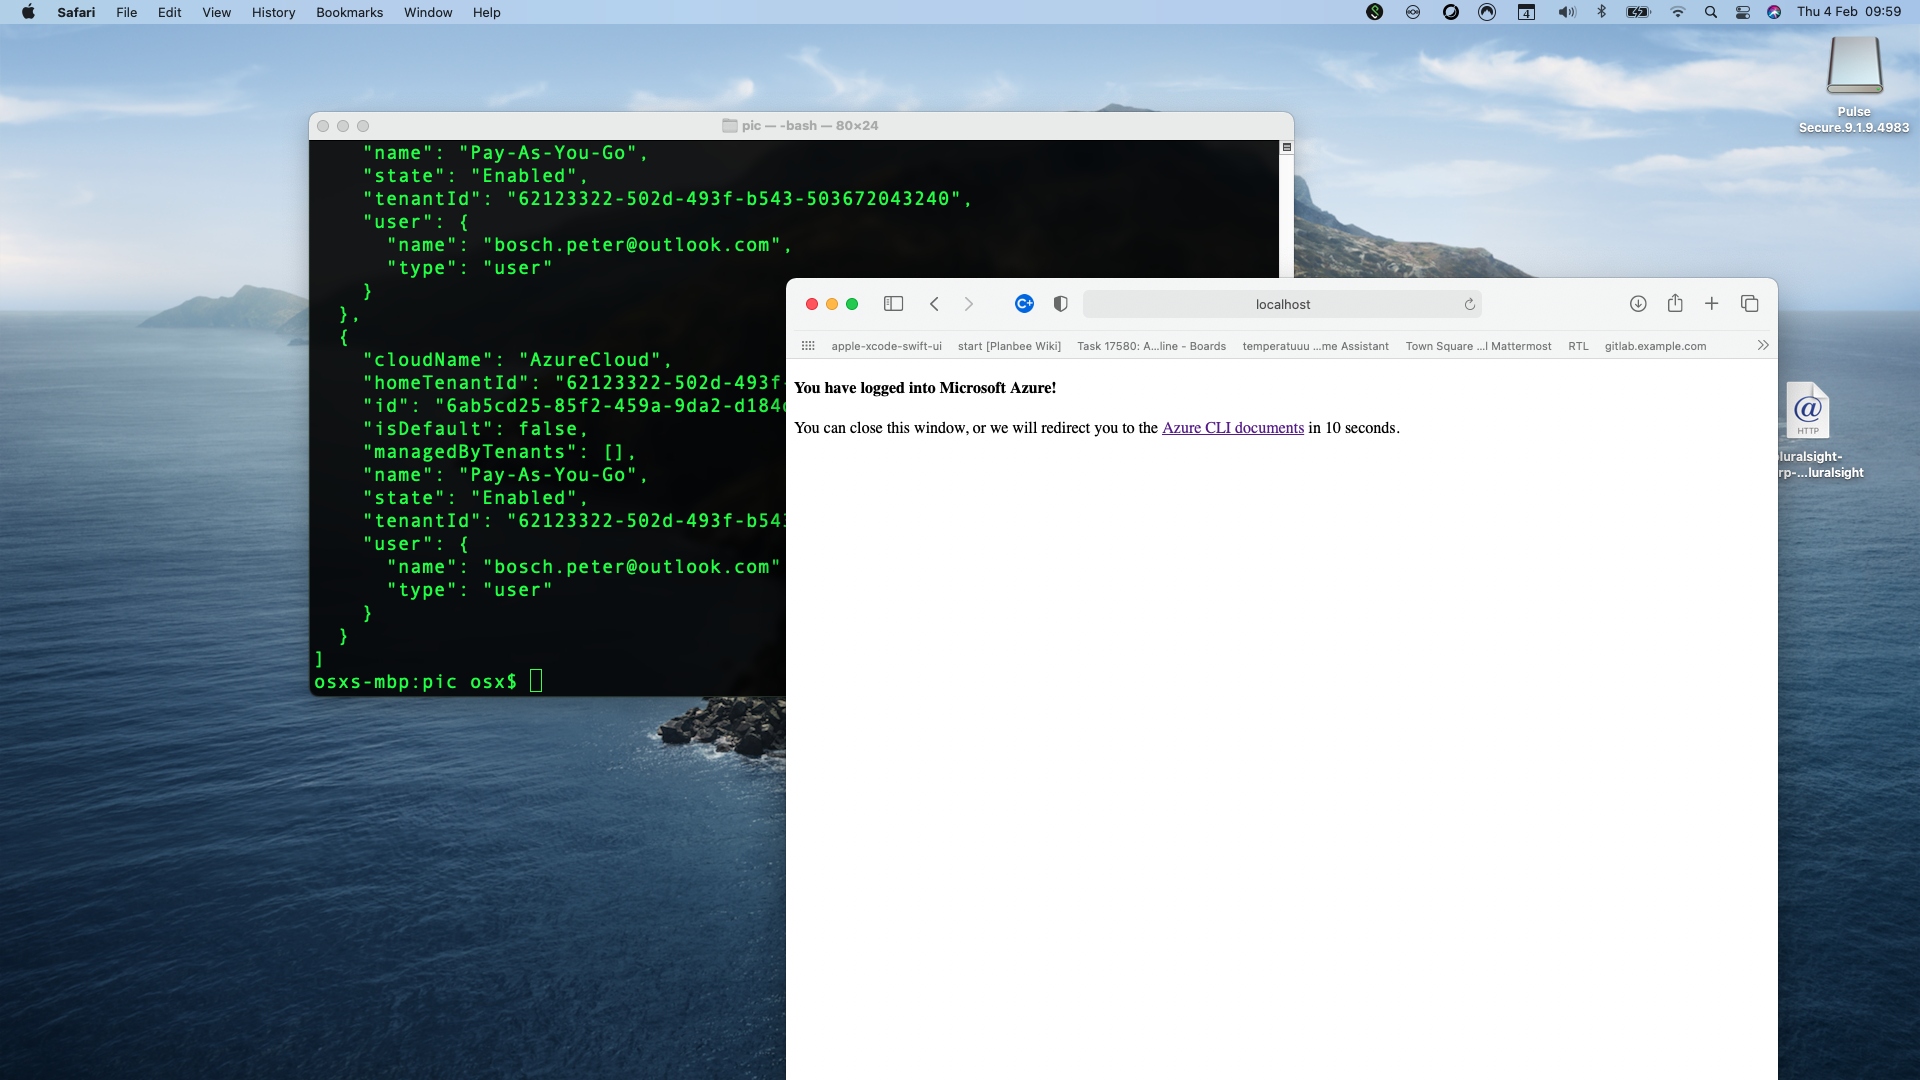 Safari File Edit View History Bookmarks Window Help
4
Thu 4 Feb 09:59
Pulse
Secure.9.1.9.4983
pic — -bash — 80×24
"name": "Pay-As-You-Go",
"state": "Enabled",
"tenantId": "62123322-502d-493f-b543-503672043240",
"user": {
"name": "bosch.peter@outlook.com",
"type": "user"
}
},
{
"cloudName": "AzureCloud",
"homeTenantId": "62123322-502d-493f-
"id": "6ab5cd25-85f2-459a-9da2-d184
"isDefault": false,
"managedByTenants": [],
"name": "Pay-As-You-Go",
"state": "Enabled",
"tenantId": "62123322-502d-493f-b543
"user": {
"name": "bosch.peter@outlook.com"
"type": "user"
}
}
]
osxs-mbp:pic osx$
C+
localhost
apple-xcode-swift-ui start [Planbee Wiki] Task 17580: A...line - Boards temperatuuu ...me Assistant Town Square ...l Mattermost RTL gitlab.example.com
You have logged into Microsoft Azure!
You can close this window, or we will redirect you to the Azure CLI documents in 10 seconds.
@
HTTP
luralsight-
rp-...luralsight